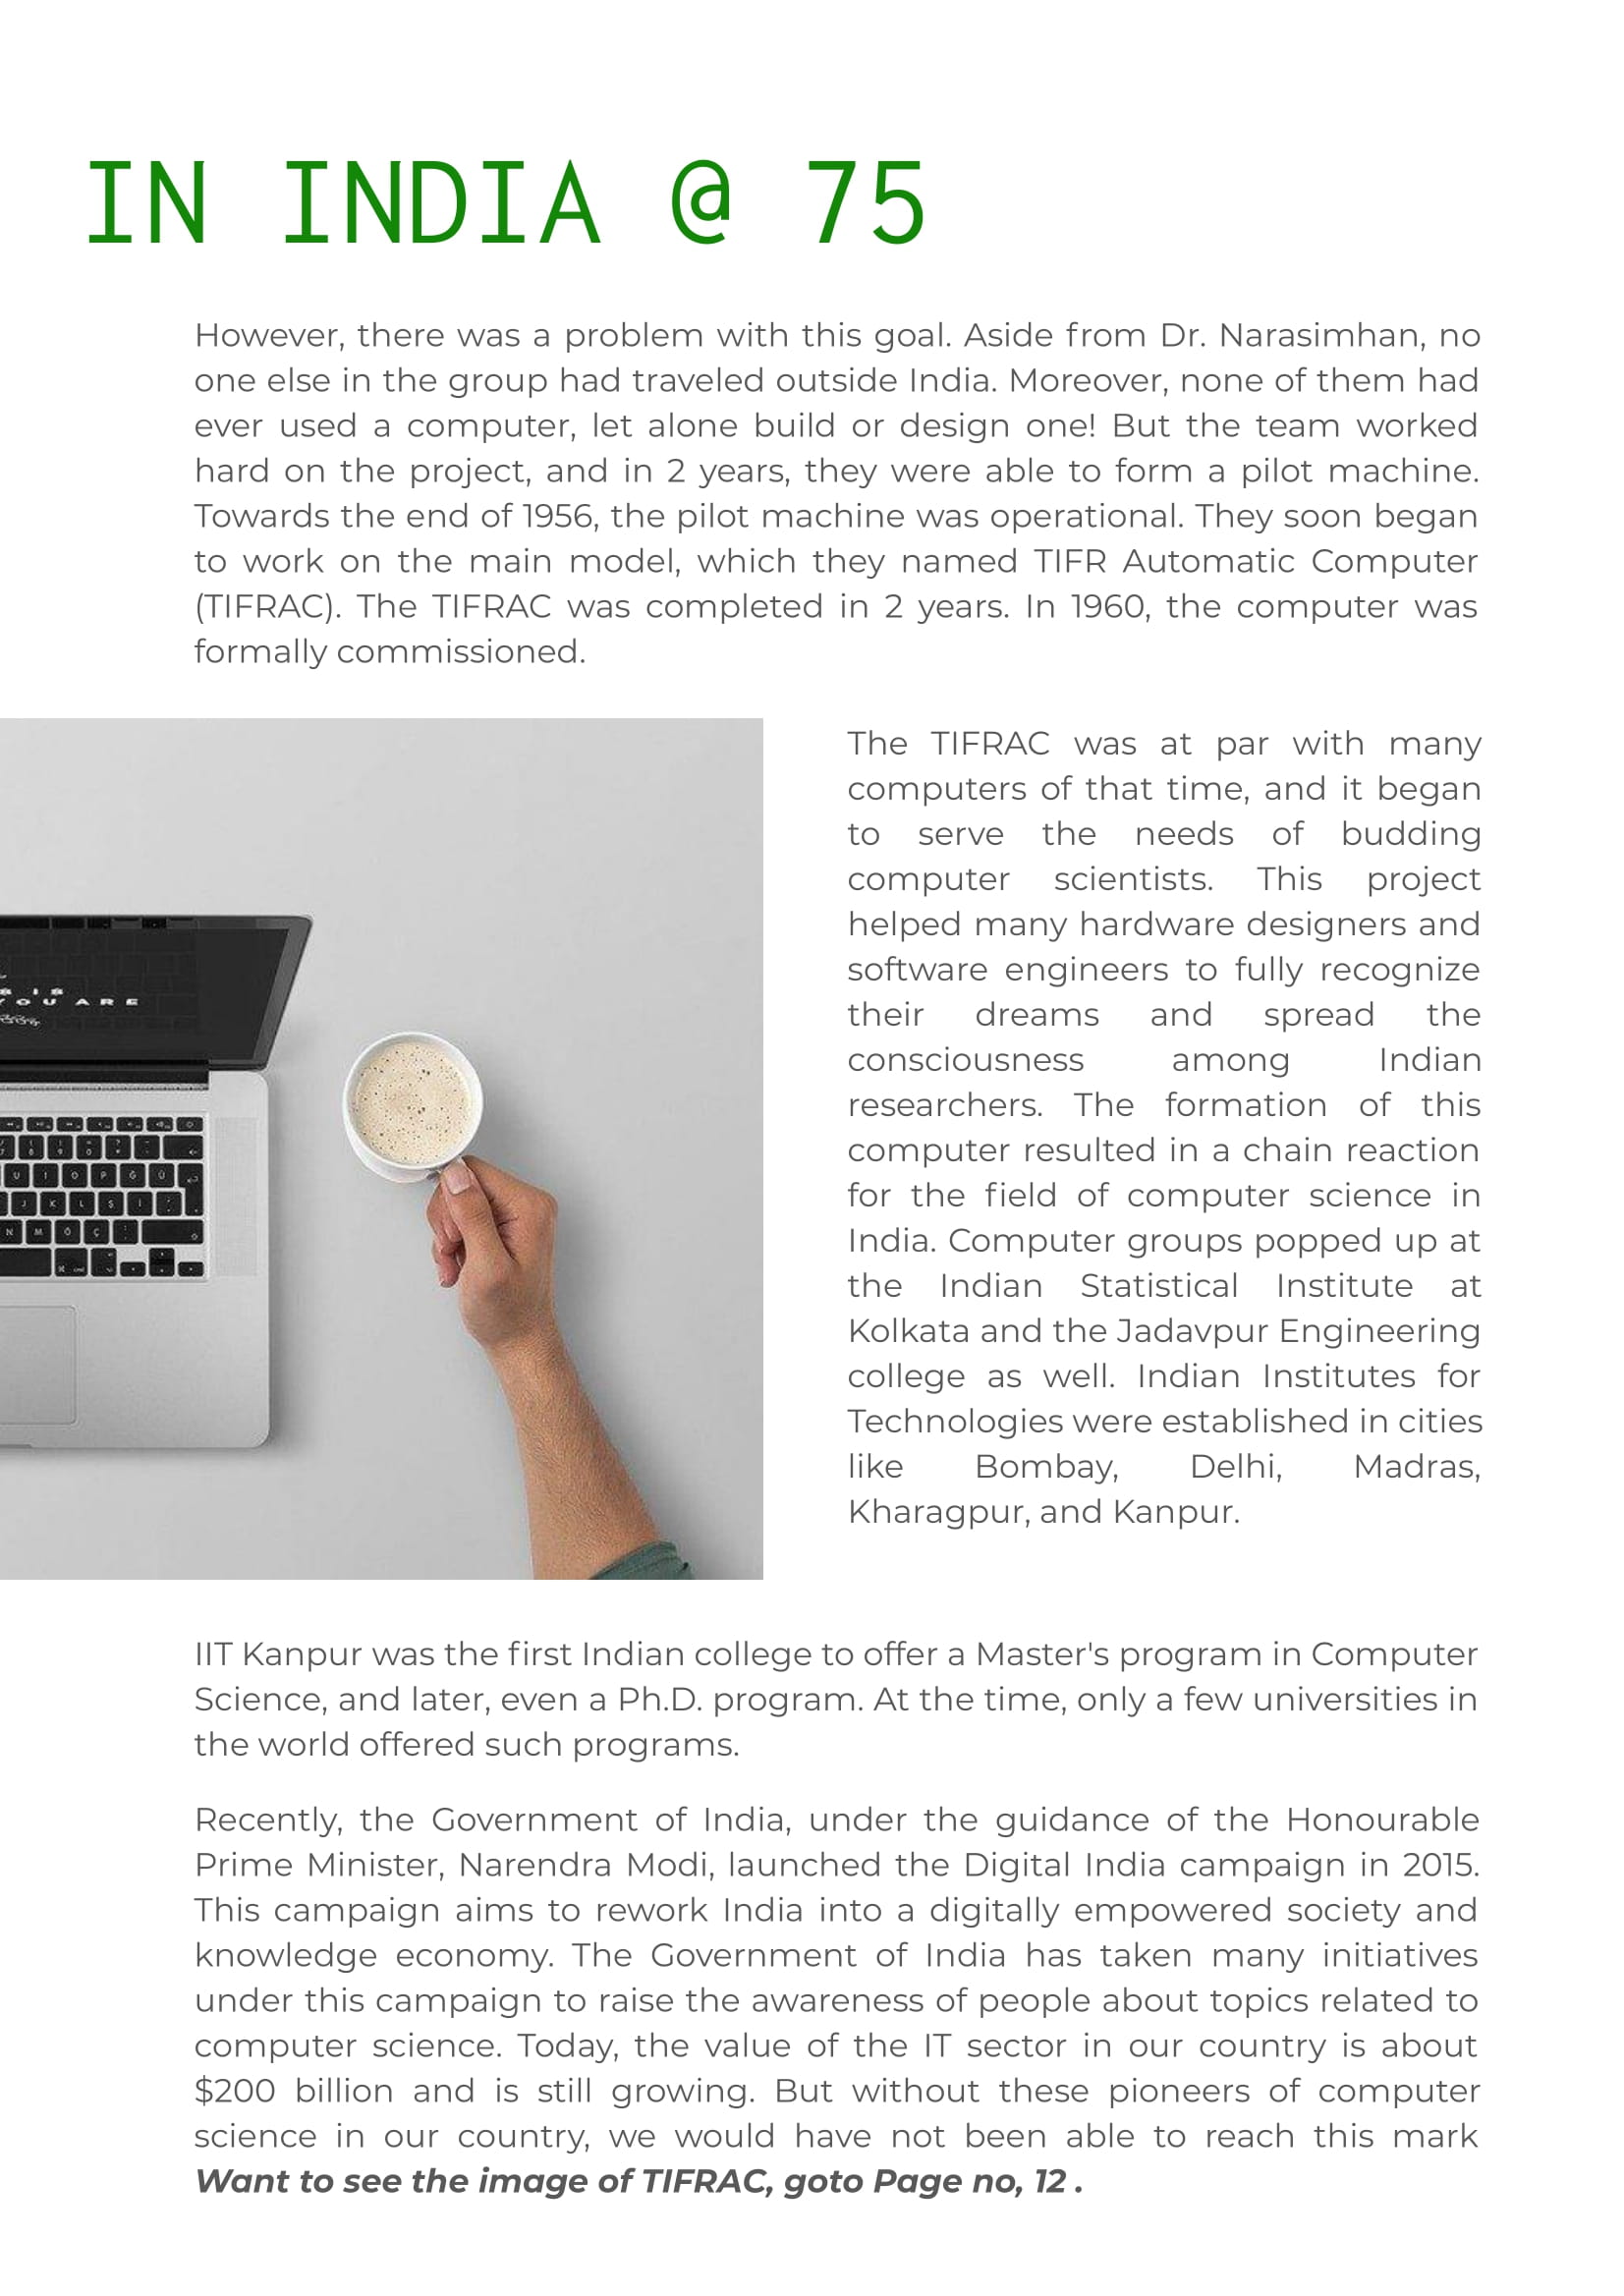 IN INDIA @ 75
However, there was a problem with this goal. Aside from Dr. Narasimhan, no
one else in the group had traveled outside India. Moreover, none of them had
ever used a computer, let alone build or design one! But the team worked
hard on the project, and in 2 years, they were able to form a pilot machine.
Towards the end of 1956, the pilot machine was operational. They soon began
to work on the main model, which they named TIFR Automatic Computer
(TIFRAC). The TIFRAC was completed in 2 years. In 1960, the computer was
formally commissioned.
YOU ARE
The TIFRAC was at par with many
computers of that time, and it began
to serve the needs of budding
computer scientists. This project
helped many hardware designers and
software engineers to fully recognize
their dreams and spread the
consciousness among Indian
researchers. The formation of this
computer resulted in a chain reaction
for the field of computer science in
India. Computer groups popped up at
the Indian Statistical Institute at
Kolkata and the Jadavpur Engineering
college as well. Indian Institutes for
Technologies were established in cities
like Bombay, Delhi, Madras,
Kharagpur, and Kanpur.
IIT Kanpur was the first Indian college to offer a Master's program in Computer
Science, and later, even a Ph.D. program. At the time, only a few universities in
the world offered such programs.
Recently, the Government of India, under the guidance of the Honourable
Prime Minister, Narendra Modi, launched the Digital India campaign in 2015.
This campaign aims to rework India into a digitally empowered society and
knowledge economy. The Government of India has taken many initiatives
under this campaign to raise the awareness of people about topics related to
computer science. Today, the value of the IT sector in our country is about
$200 billion and is still growing. But without these pioneers of computer
science in our country, we would have not been able to reach this mark
Want to see the image of TIFRAC, goto Page no, 12 .